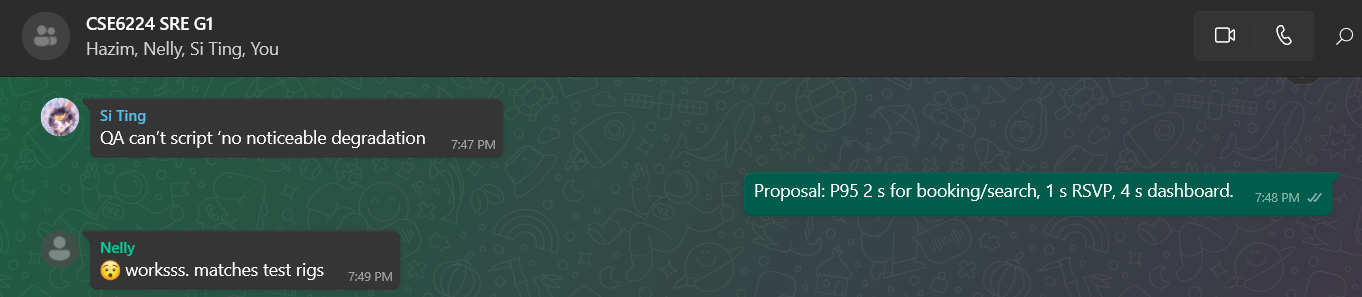 CSE6224 SRE G1
Hazim, Nelly, Si Ting, You
Si Ting
QA can’t script ‘no noticeable degradation
7:47 PM
Proposal: P95 2 s for booking/search, 1 s RSVP, 4 s dashboard.
7:48 PM
Nelly
😯 worksss. matches test rigs
7:49 PM